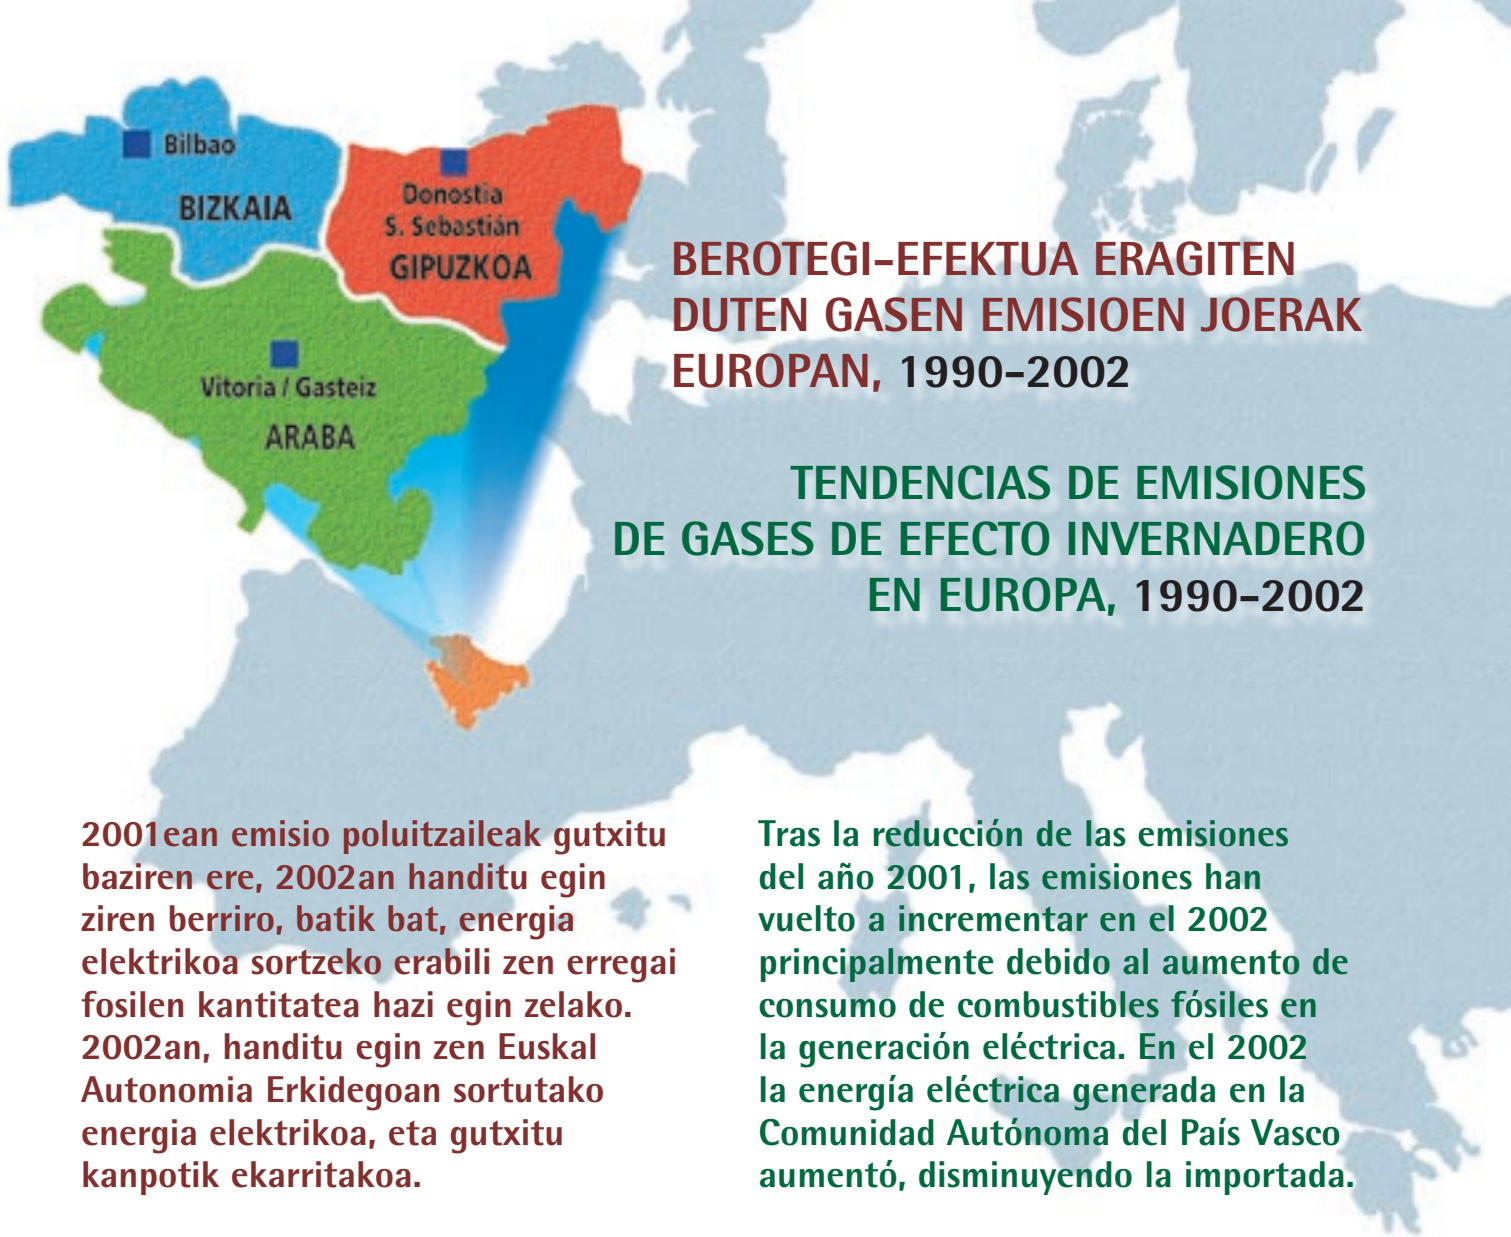 Bilbao
BIZKAIA
Donostia
S. Sebastián
GIPUZKOA
Vitoria / Gasteiz
ARABA
BEROTEGI-EFEKTUA ERAGITEN
DUTEN GASEN EMISIOEN JOERAK
EUROPAN, 1990-2002
TENDENCIAS DE EMISIONES
DE GASES DE EFECTO INVERNADERO
EN EUROPA, 1990-2002
2001ean emisio poluitzaileak gutxitu
baziren ere, 2002an handitu egin
ziren berriro, batik bat, energia
elektrikoa sortzeko erabili zen erregai
fosilen kantitatea hazi egin zelako.
2002an, handitu egin zen Euskal
Autonomia Erkidegoan sortutako
energia elektrikoa, eta gutxitu
kanpotik ekarritakoa.
Tras la reducción de las emisiones
del año 2001, las emisiones han
vuelto a incrementar en el 2002
principalmente debido al aumento de
consumo de combustibles fósiles en
la generación eléctrica. En el 2002
la energía eléctrica generada en la
Comunidad Autónoma del País Vasco
aumentó, disminuyendo la importada.